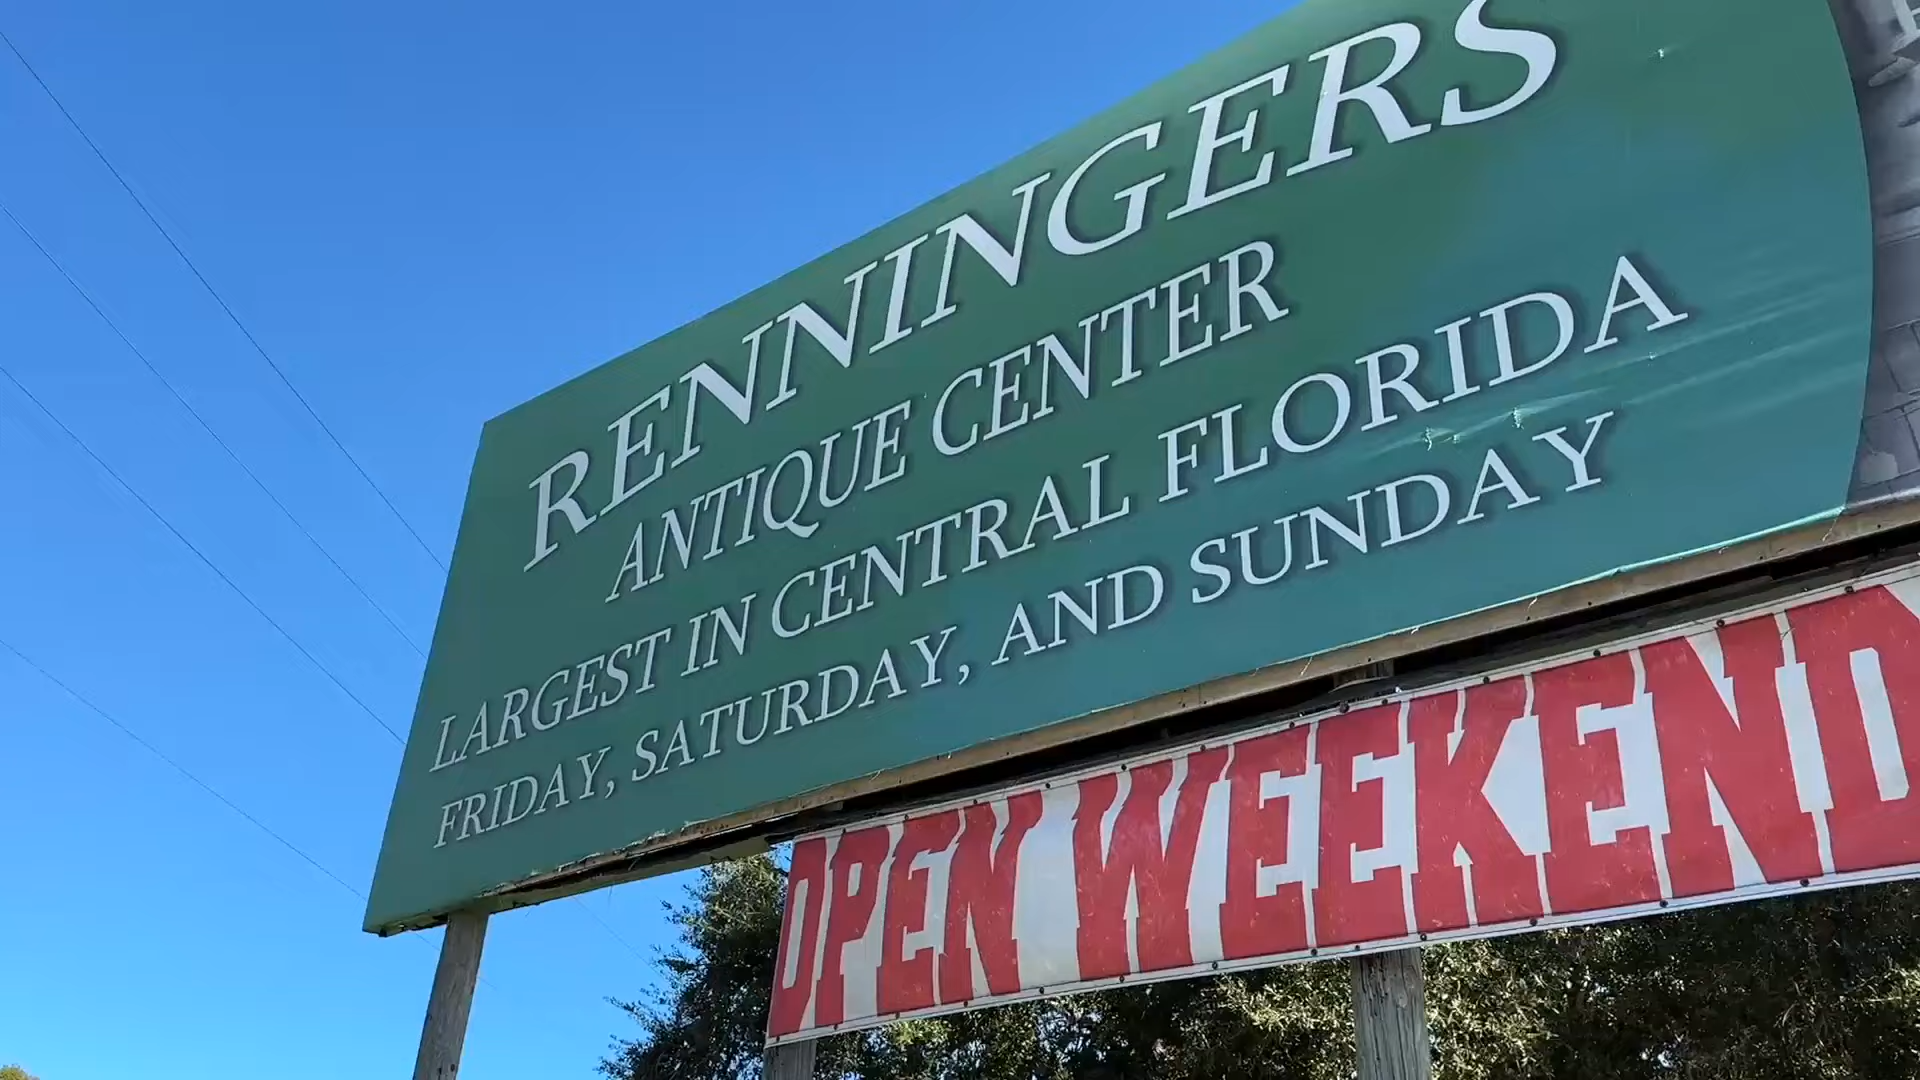 RENNINGERS
ANTIQUE CENTER
LARGEST IN CENTRAL FLORIDA
FRIDAY, SATURDAY, AND SUNDAY
OPEN WEEKEND